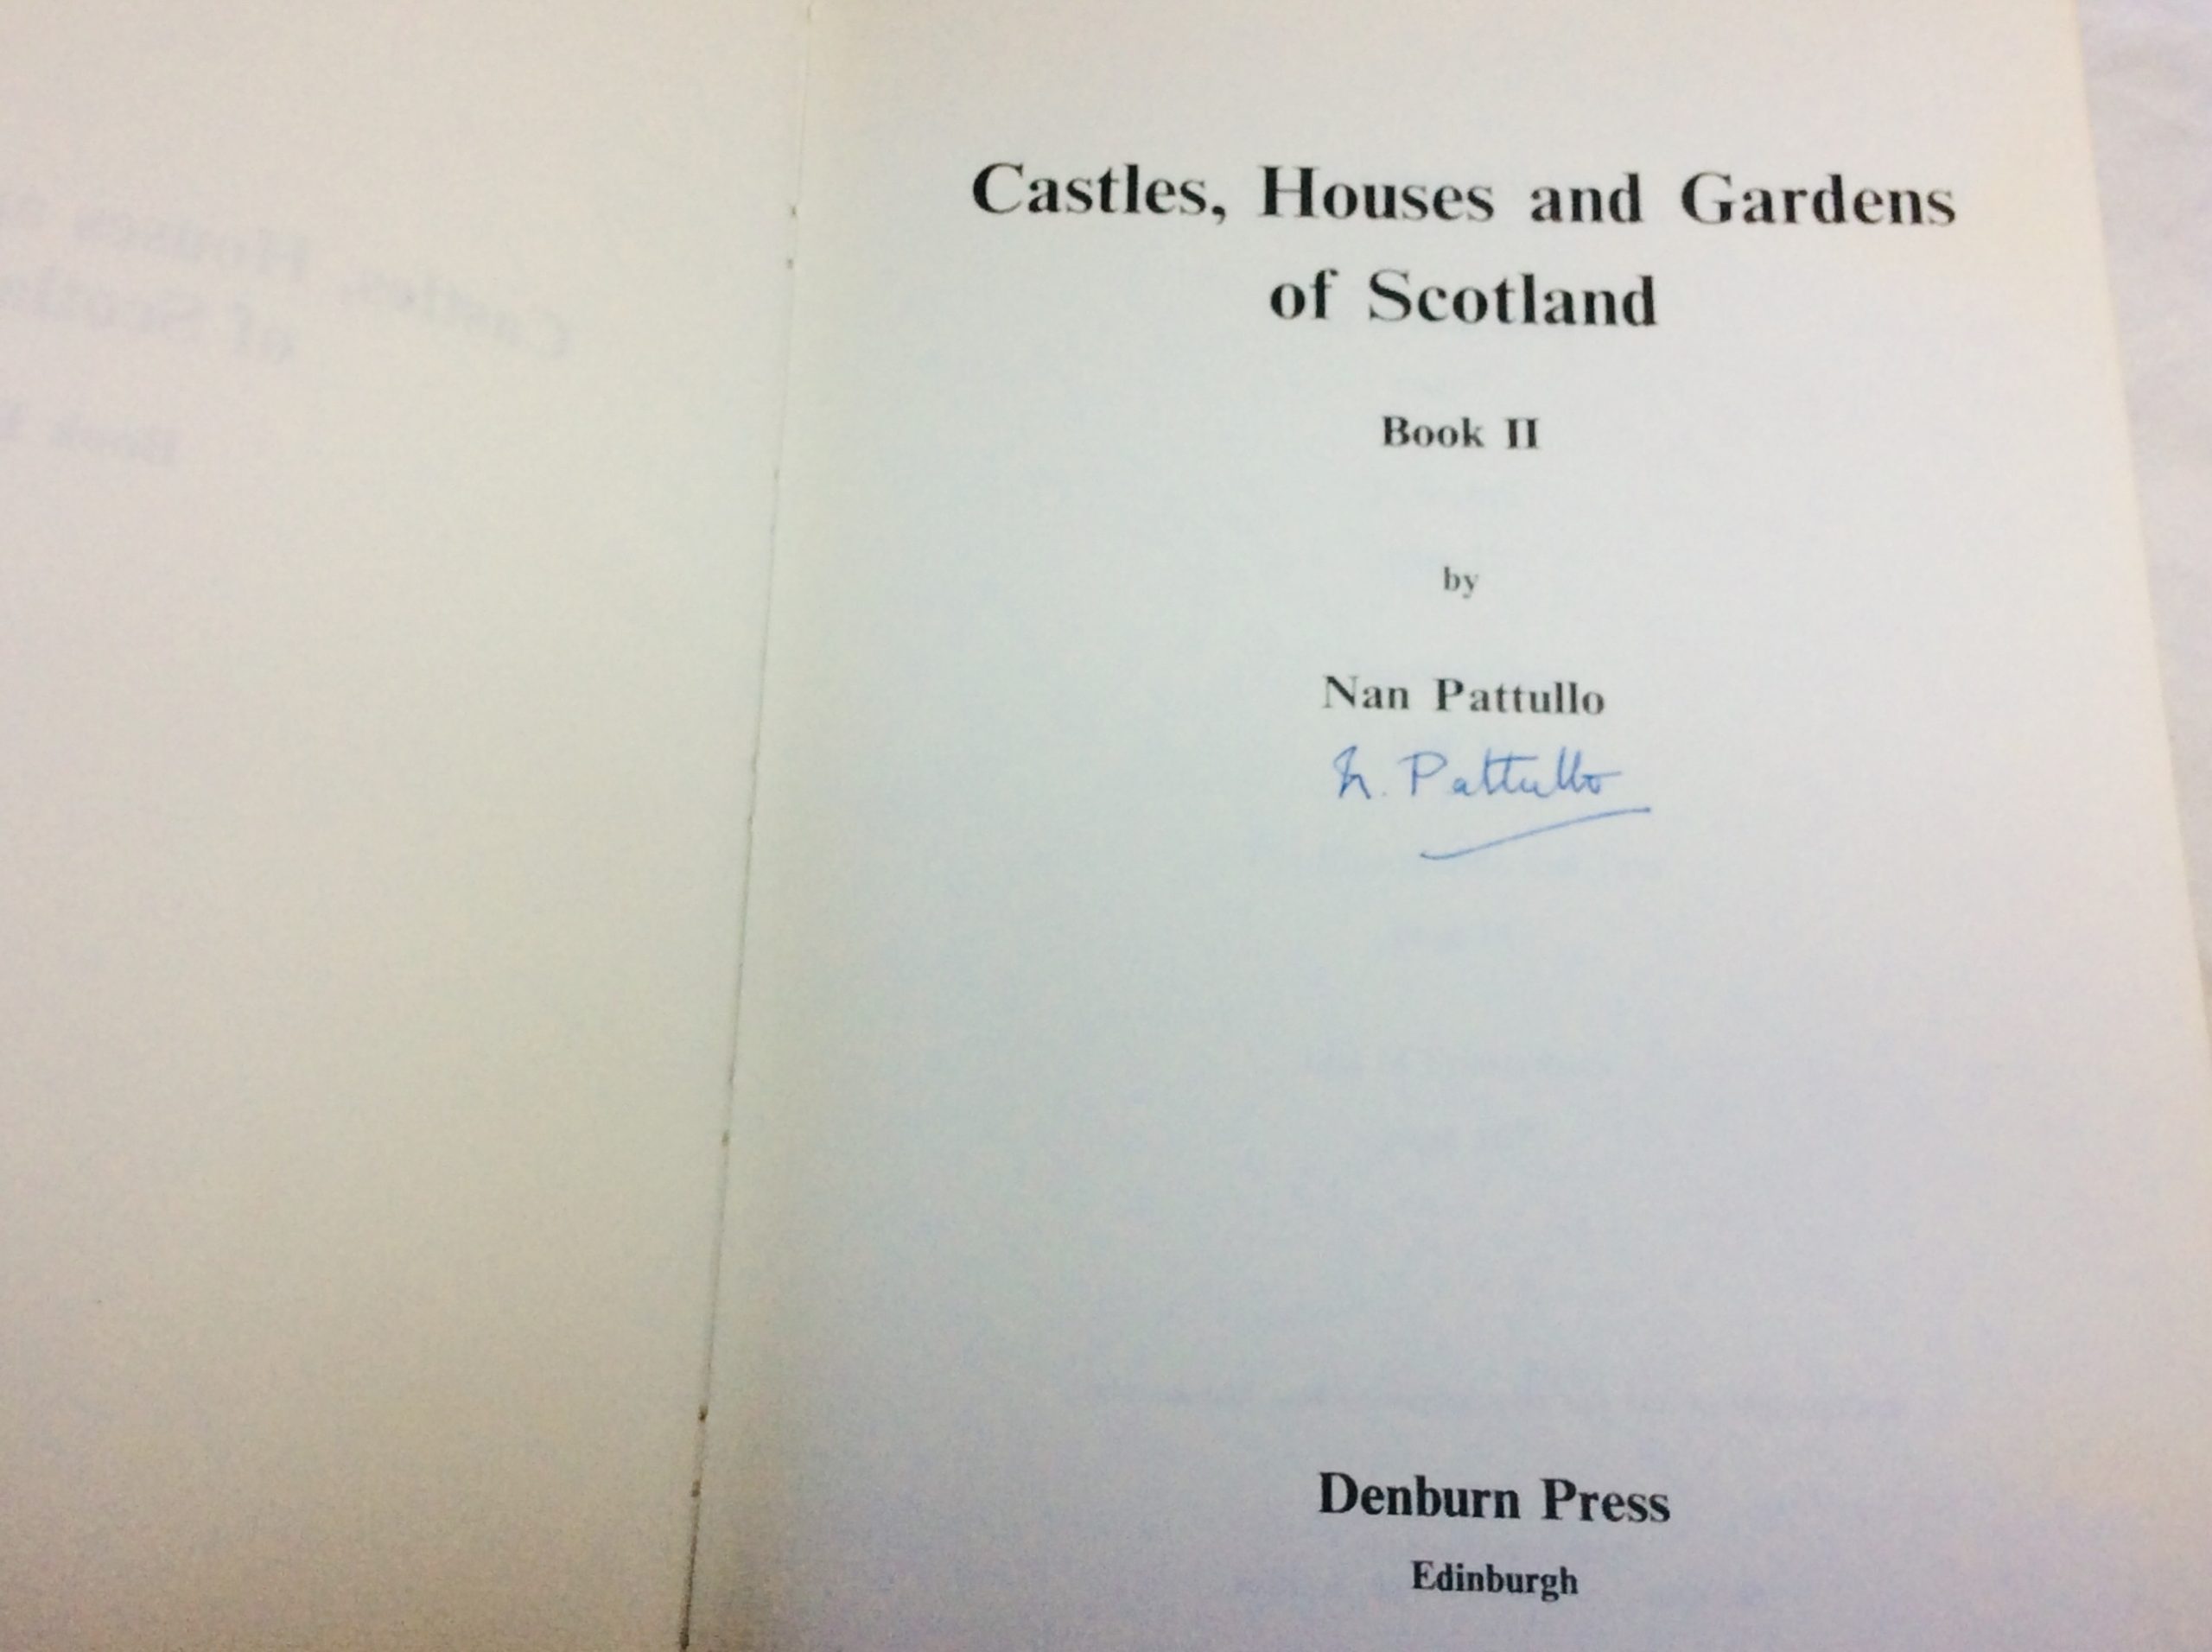 Castles, Houses and Gardens
of Scotland
Book II
by
Nan Pattullo
N. Pattullo
Denburn Press
Edinburgh